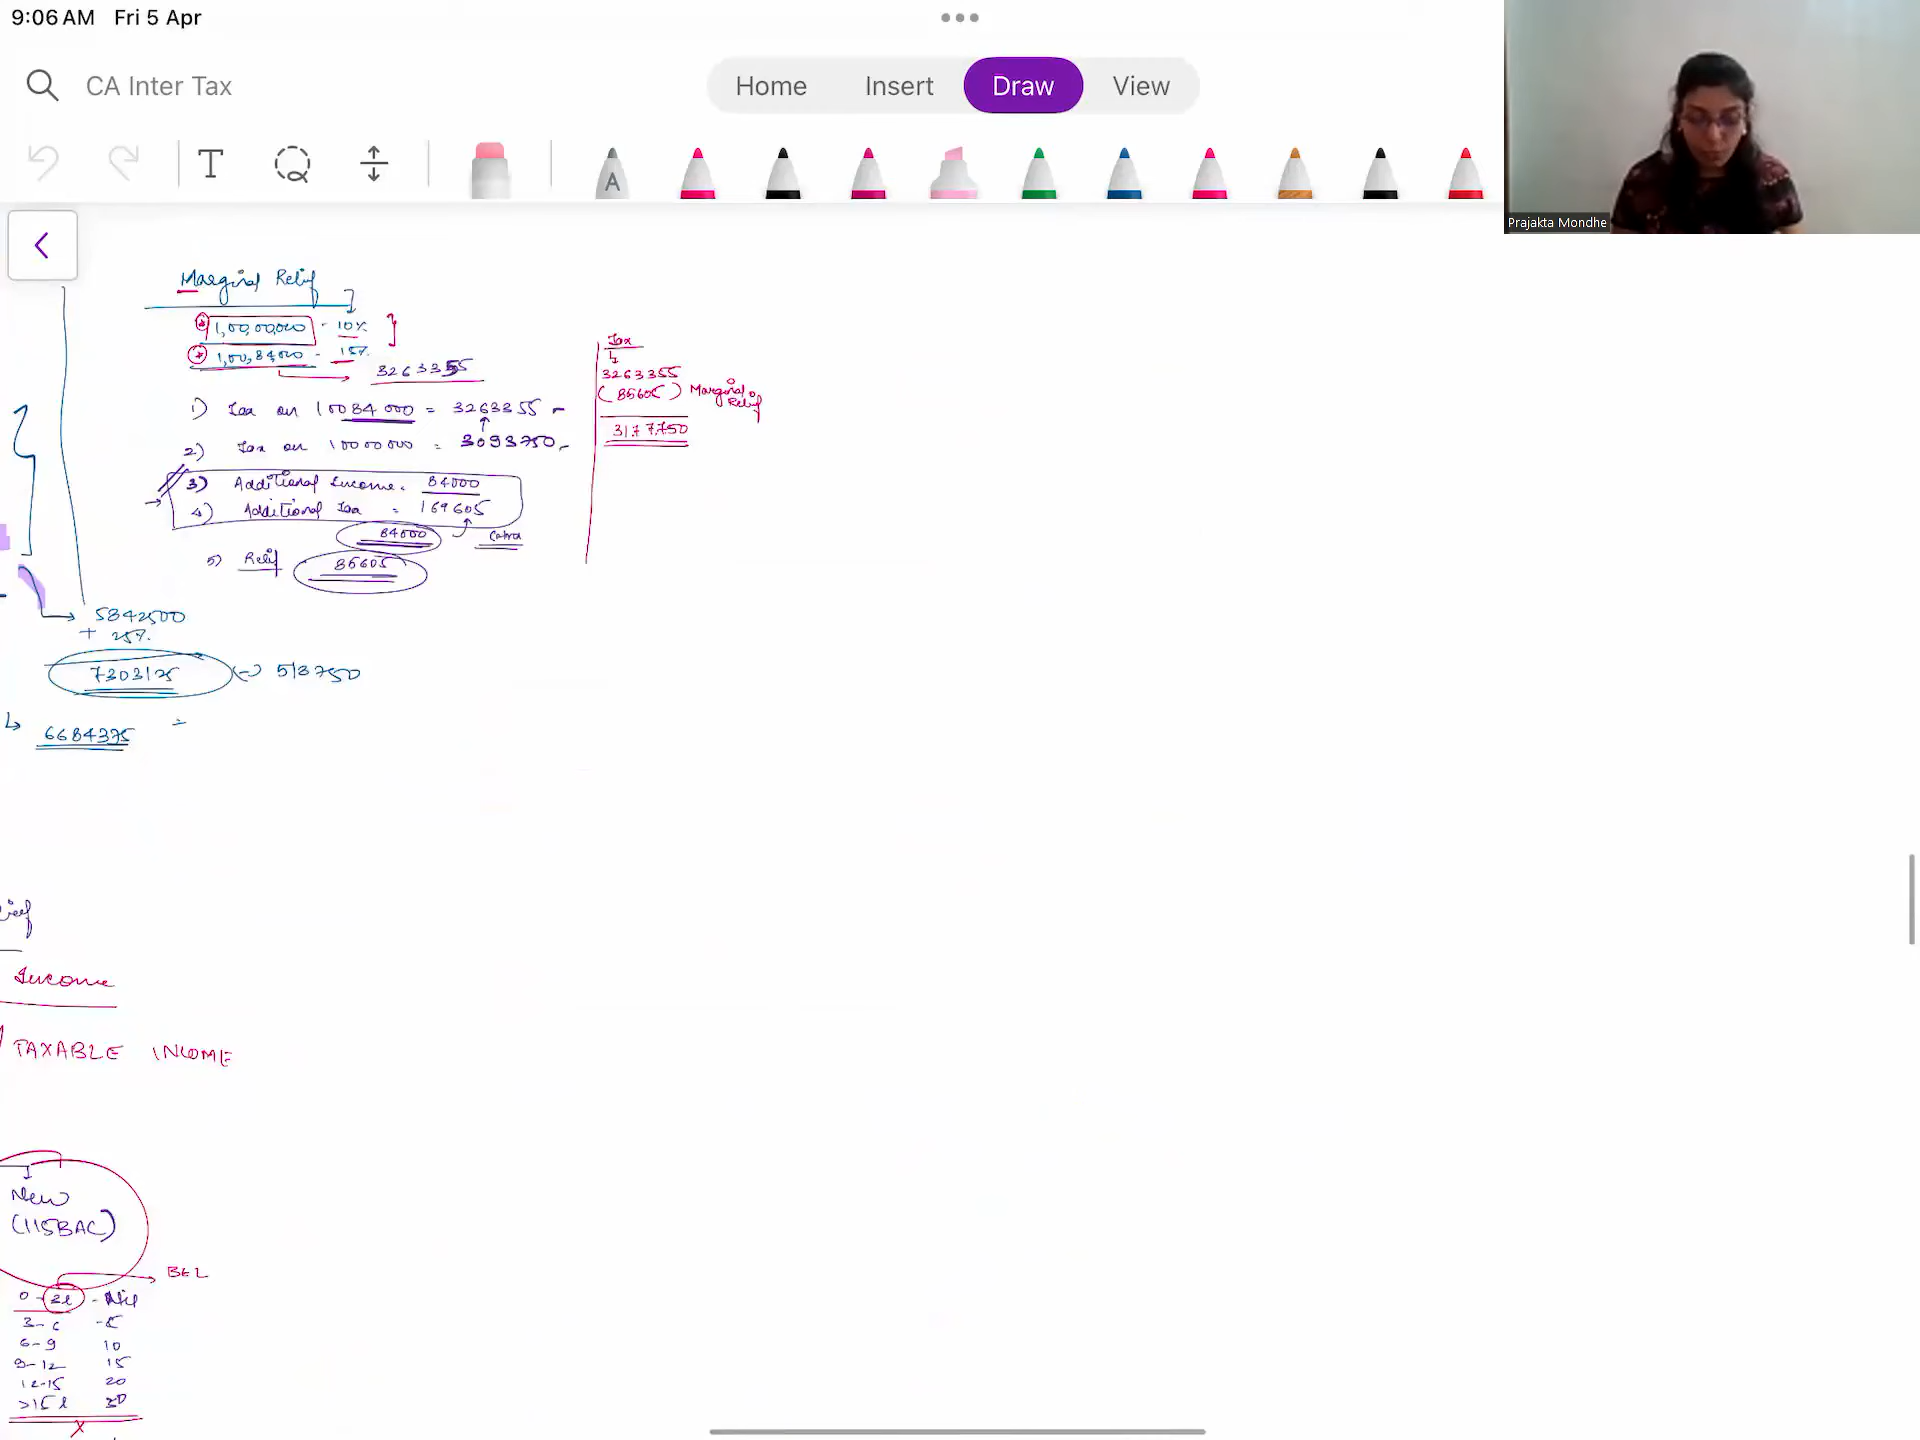 9:06 AM Fri 5 Apr
CA Inter Tax
Home Insert Draw View
T
A
Prajakta Mondhe
Marginal Relief
1,00,00,000 - 10%
1,00,84,000 - 15%
3263355
1) Tax on 10084000 = 3263355
2) Tax on 10000000 = 3093750
3) Additional Income = 84000
4) Additional Tax = 169605
84000
Extra
5) Relief 85605
Tax
3263355
(85605) Marginal Relief
3177750
5842500
+ 25%
7303125 (-) 513750
6684375 =
Income
TAXABLE INCOME
New
(115BAC)
BEL
0 - 3l - Nil
3-6 - 5
6-9 10
9-12 15
12-15 20
>15l 30
X